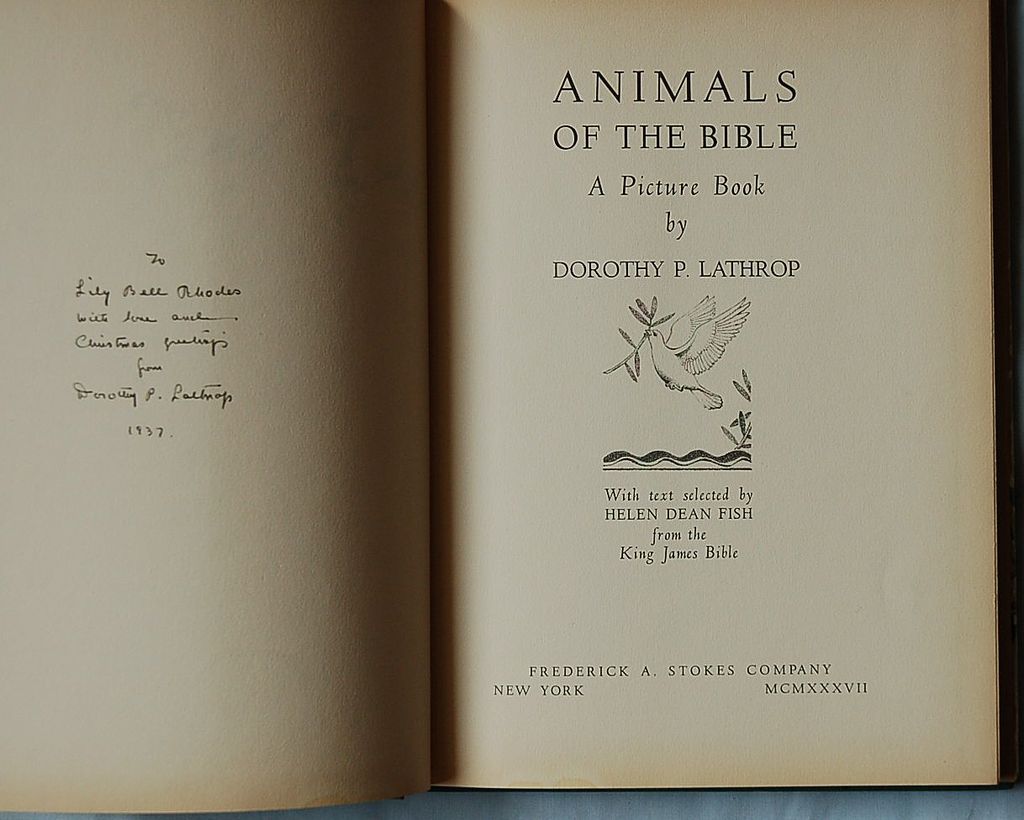 To
Lily Bell Rhodes
with love and
Christmas greetings
from
Dorothy P. Lathrop
1937.
ANIMALS
OF THE BIBLE
A Picture Book
by
DOROTHY P. LATHROP
With text selected by
HELEN DEAN FISH
from the
King James Bible
FREDERICK A. STOKES COMPANY
NEW YORK MCMXXXVII